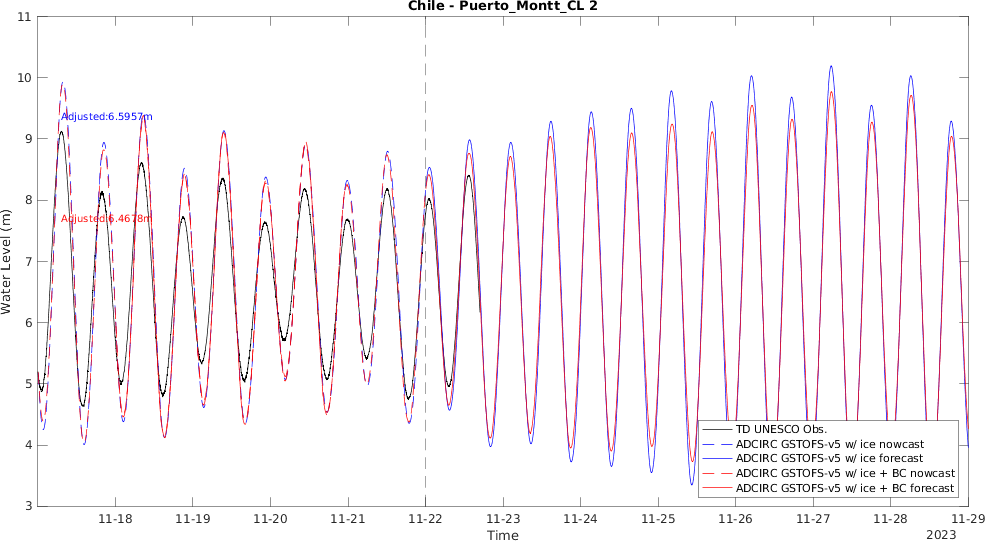 Chile - Puerto_Montt_CL 2
11
10
9
8
7
6
5
4
3
Water Level (m)
Adjusted:6.5957m
Adjusted:6.4678m
TD UNESCO Obs.
ADCIRC GSTOFS-v5 w/ ice nowcast
ADCIRC GSTOFS-v5 w/ ice forecast
ADCIRC GSTOFS-v5 w/ ice + BC nowcast
ADCIRC GSTOFS-v5 w/ ice + BC forecast
11-18 11-19 11-20 11-21 11-22 11-23 11-24 11-25 11-26 11-27 11-28 11-29
Time
2023